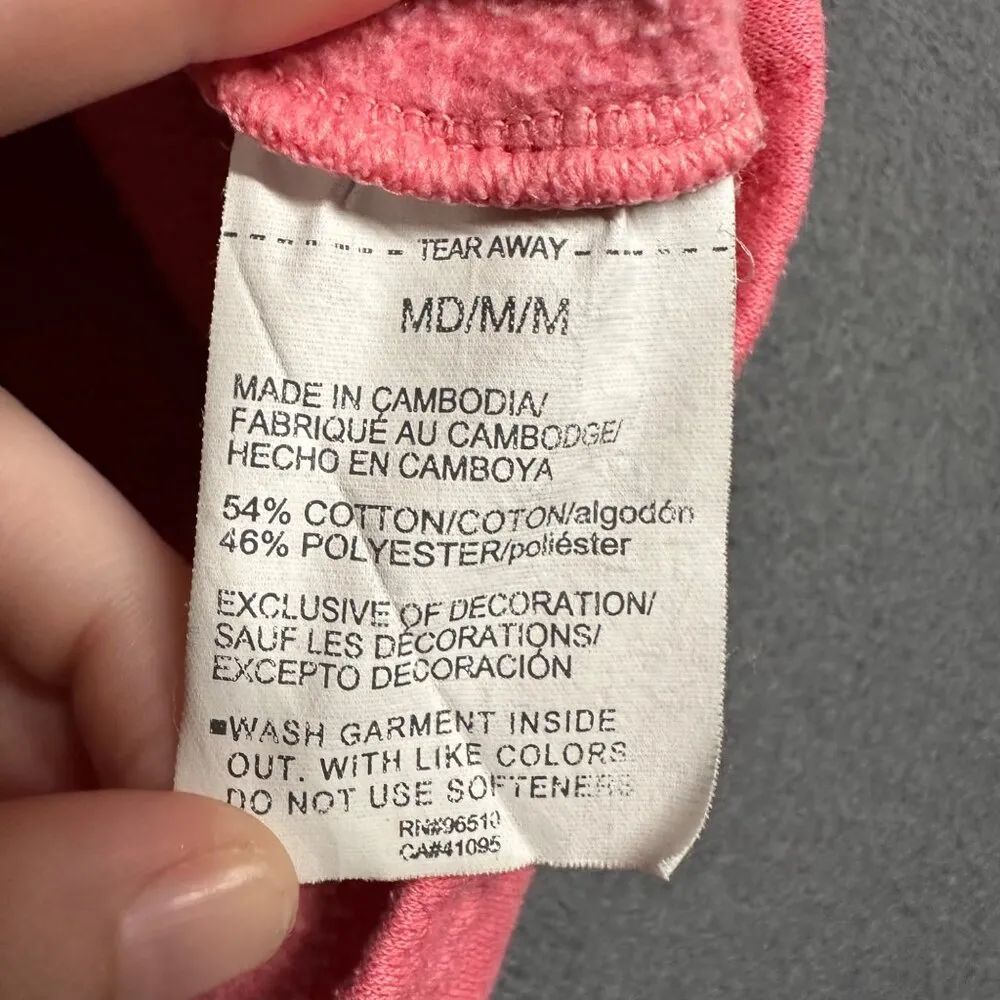 TEAR AWAY
MD/M/M
MADE IN CAMBODIA/
FABRIQUÉ AU CAMBODGE/
HECHO EN CAMBOYA
54% COTTON/COTON/algodón
46% POLYESTER/poliéster
EXCLUSIVE OF DECORATION/
SAUF LES DÉCORATIONS/
EXCEPTO DECORACIÓN
WASH GARMENT INSIDE
OUT. WITH LIKE COLORS.
DO NOT USE SOFTENERS
RN#96510
CA#41095